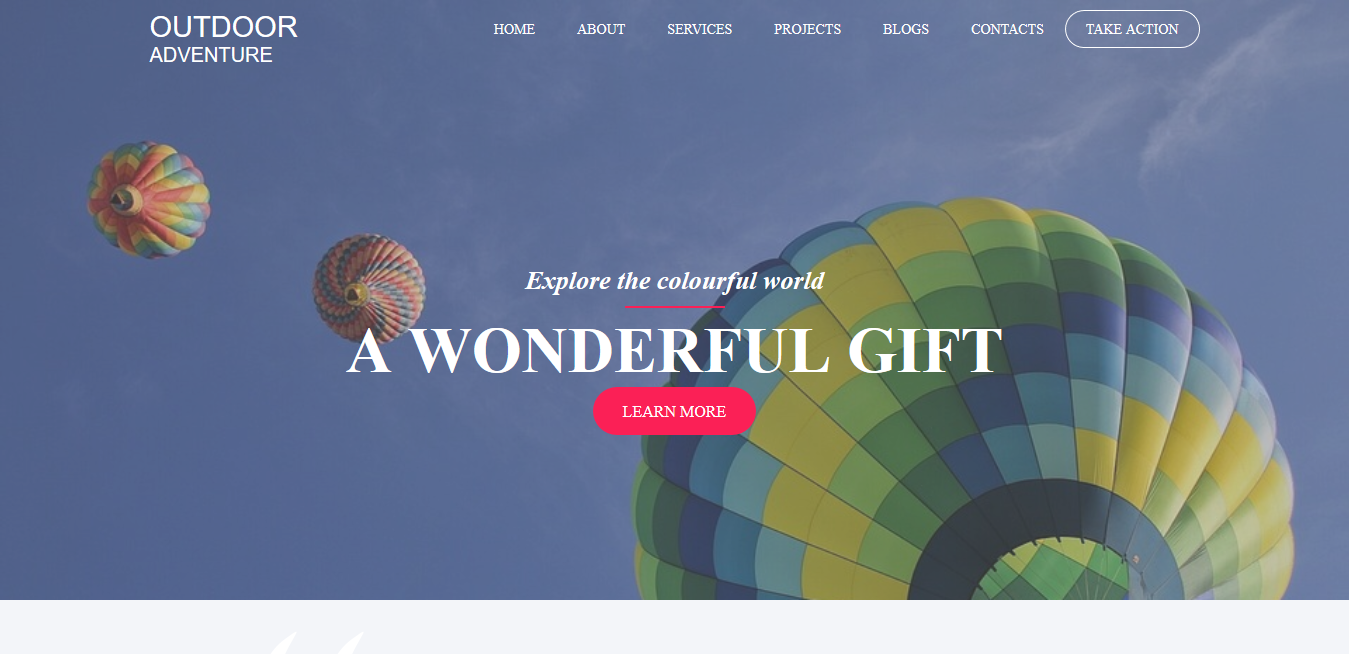 OUTDOOR
ADVENTURE
HOME ABOUT SERVICES PROJECTS BLOGS CONTACTS TAKE ACTION
Explore the colourful world
A WONDERFUL GIFT
LEARN MORE